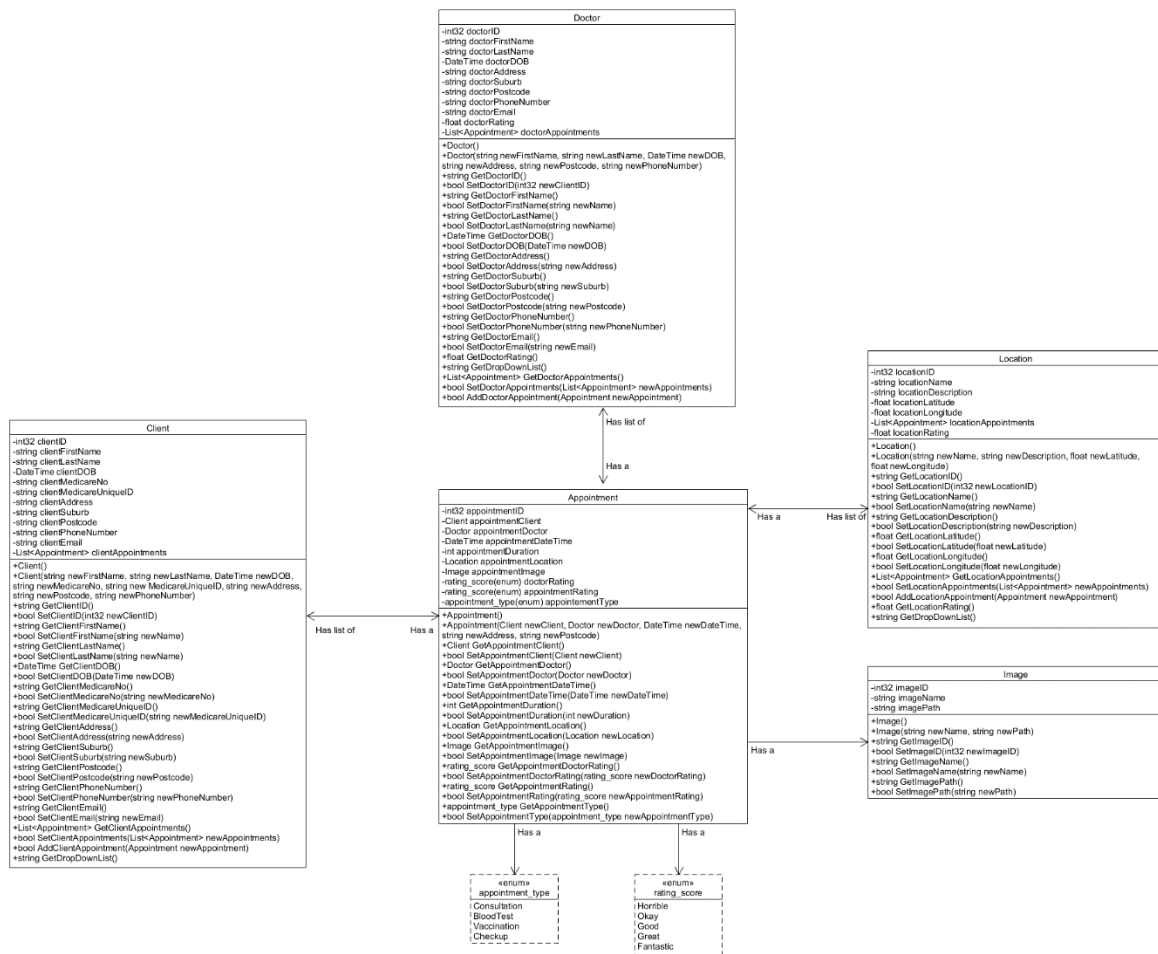 Doctor
-int32 doctorID
-string doctorFirstName
-string doctorLastName
-DateTime doctorDOB
-string doctorAddress
-string doctorSuburb
-string doctorPostcode
-string doctorPhoneNumber
-string doctorEmail
-float doctorRating
-List<Appointment> doctorAppointments
+Doctor()
+Doctor(string newFirstName, string newLastName, DateTime newDOB,
string newAddress, string newPostcode, string newPhoneNumber)
+string GetDoctorID()
+bool SetDoctorID(int32 newClientID)
+string GetDoctorFirstName()
+bool SetDoctorFirstName(string newName)
+string GetDoctorLastName()
+bool SetDoctorLastName(string newName)
+DateTime GetDoctorDOB()
+bool SetDoctorDOB(DateTime newDOB)
+string GetDoctorAddress()
+bool SetDoctorAddress(string newAddress)
+string GetDoctorSuburb()
+bool SetDoctorSuburb(string newSuburb)
+string GetDoctorPostcode()
+bool SetDoctorPostcode(string newPostcode)
+string GetDoctorPhoneNumber()
+bool SetDoctorPhoneNumber(string newPhoneNumber)
+string GetDoctorEmail()
+bool SetDoctorEmail(string newEmail)
+float GetDoctorRating()
+string GetDropDownList()
+List<Appointment> GetDoctorAppointments()
+bool SetDoctorAppointments(List<Appointment> newAppointments)
+bool AddDoctorAppointment(Appointment newAppointment)
Has list of
Has a
Client
-int32 clientID
-string clientFirstName
-string clientLastName
-DateTime clientDOB
-string clientMedicareNo
-string clientMedicareUniqueID
-string clientAddress
-string clientSuburb
-string clientPostcode
-string clientPhoneNumber
-string clientEmail
-List<Appointment> clientAppointments
+Client()
+Client(string newFirstName, string newLastName, DateTime newDOB,
string newMedicareNo, string new MedicareUniqueID, string newAddress,
string newPostcode, string newPhoneNumber)
+string GetClientID()
+bool SetClientID(int32 newClientID)
+string GetClientFirstName()
+bool SetClientFirstName(string newName)
+string GetClientLastName()
+bool SetClientLastName(string newName)
+DateTime GetClientDOB()
+bool SetClientDOB(DateTime newDOB)
+string GetClientMedicareNo()
+bool SetClientMedicareNo(string newMedicareNo)
+string GetClientMedicareUniqueID()
+bool SetClientMedicareUniqueID(string newMedicareUniqueID)
+string GetClientAddress()
+bool SetClientAddress(string newAddress)
+string GetClientSuburb()
+bool SetClientSuburb(string newSuburb)
+string GetClientPostcode()
+bool SetClientPostcode(string newPostcode)
+string GetClientPhoneNumber()
+bool SetClientPhoneNumber(string newPhoneNumber)
+string GetClientEmail()
+bool SetClientEmail(string newEmail)
+List<Appointment> GetClientAppointments()
+bool SetClientAppointments(List<Appointment> newAppointments)
+bool AddClientAppointment(Appointment newAppointment)
+string GetDropDownList()
Has list of
Has a
Appointment
-int32 appointmentID
-Client appointmentClient
-Doctor appointmentDoctor
-DateTime appointmentDateTime
-int appointmentDuration
-Location appointmentLocation
-Image appointmentImage
-rating_score(enum) doctorRating
-rating_score(enum) appointmentRating
-appointment_type(enum) appointementType
+Appointment()
+Appointment(Client newClient, Doctor newDoctor, DateTime newDateTime,
string newAddress, string newPostcode)
+Client GetAppointmentClient()
+bool SetAppointmentClient(Client newClient)
+Doctor GetAppointmentDoctor()
+bool SetAppointmentDoctor(Doctor newDoctor)
+DateTime GetAppointmentDateTime()
+bool SetAppointmentDateTime(DateTime newDateTime)
+int GetAppointmentDuration()
+bool SetAppointmentDuration(int newDuration)
+Location GetAppointmentLocation()
+bool SetAppointmentLocation(Location newLocation)
+Image GetAppointmentImage()
+bool SetAppointmentImage(Image newImage)
+rating_score GetAppointmentDoctorRating()
+bool SetAppointmentDoctorRating(rating_score newDoctorRating)
+rating_score GetAppointmentRating()
+bool SetAppointmentRating(rating_score newAppointmentRating)
+appointment_type GetAppointmentType()
+bool SetAppointmentType(appointment_type newAppointmentType)
Has a
Has list of
Location
-int32 locationID
-string locationName
-string locationDescription
-float locationLatitude
-float locationLongitude
-List<Appointment> locationAppointments
-float locationRating
+Location()
+Location(string newName, string newDescription, float newLatitude,
float newLongitude)
+string GetLocationID()
+bool SetLocationID(int32 newLocationID)
+string GetLocationName()
+bool SetLocationName(string newName)
+string GetLocationDescription()
+bool SetLocationDescription(string newDescription)
+float GetLocationLatitude()
+bool SetLocationLatitude(float newLatitude)
+float GetLocationLongitude()
+bool SetLocationLongitude(float newLongitude)
+List<Appointment> GetLocationAppointments()
+bool SetLocationAppointments(List<Appointment> newAppointments)
+bool AddLocationAppointment(Appointment newAppointment)
+float GetLocationRating()
+string GetDropDownList()
Has a
Image
-int32 imageID
-string imageName
-string imagePath
+Image()
+Image(string newName, string newPath)
+string GetImageID()
+bool SetImageID(int32 newImageID)
+string GetImageName()
+bool SetImageName(string newName)
+string GetImagePath()
+bool SetImagePath(string newPath)
Has a
Has a
«enum»
appointment_type
Consultation
BloodTest
Vaccination
Checkup
«enum»
rating_score
Horrible
Okay
Good
Great
Fantastic